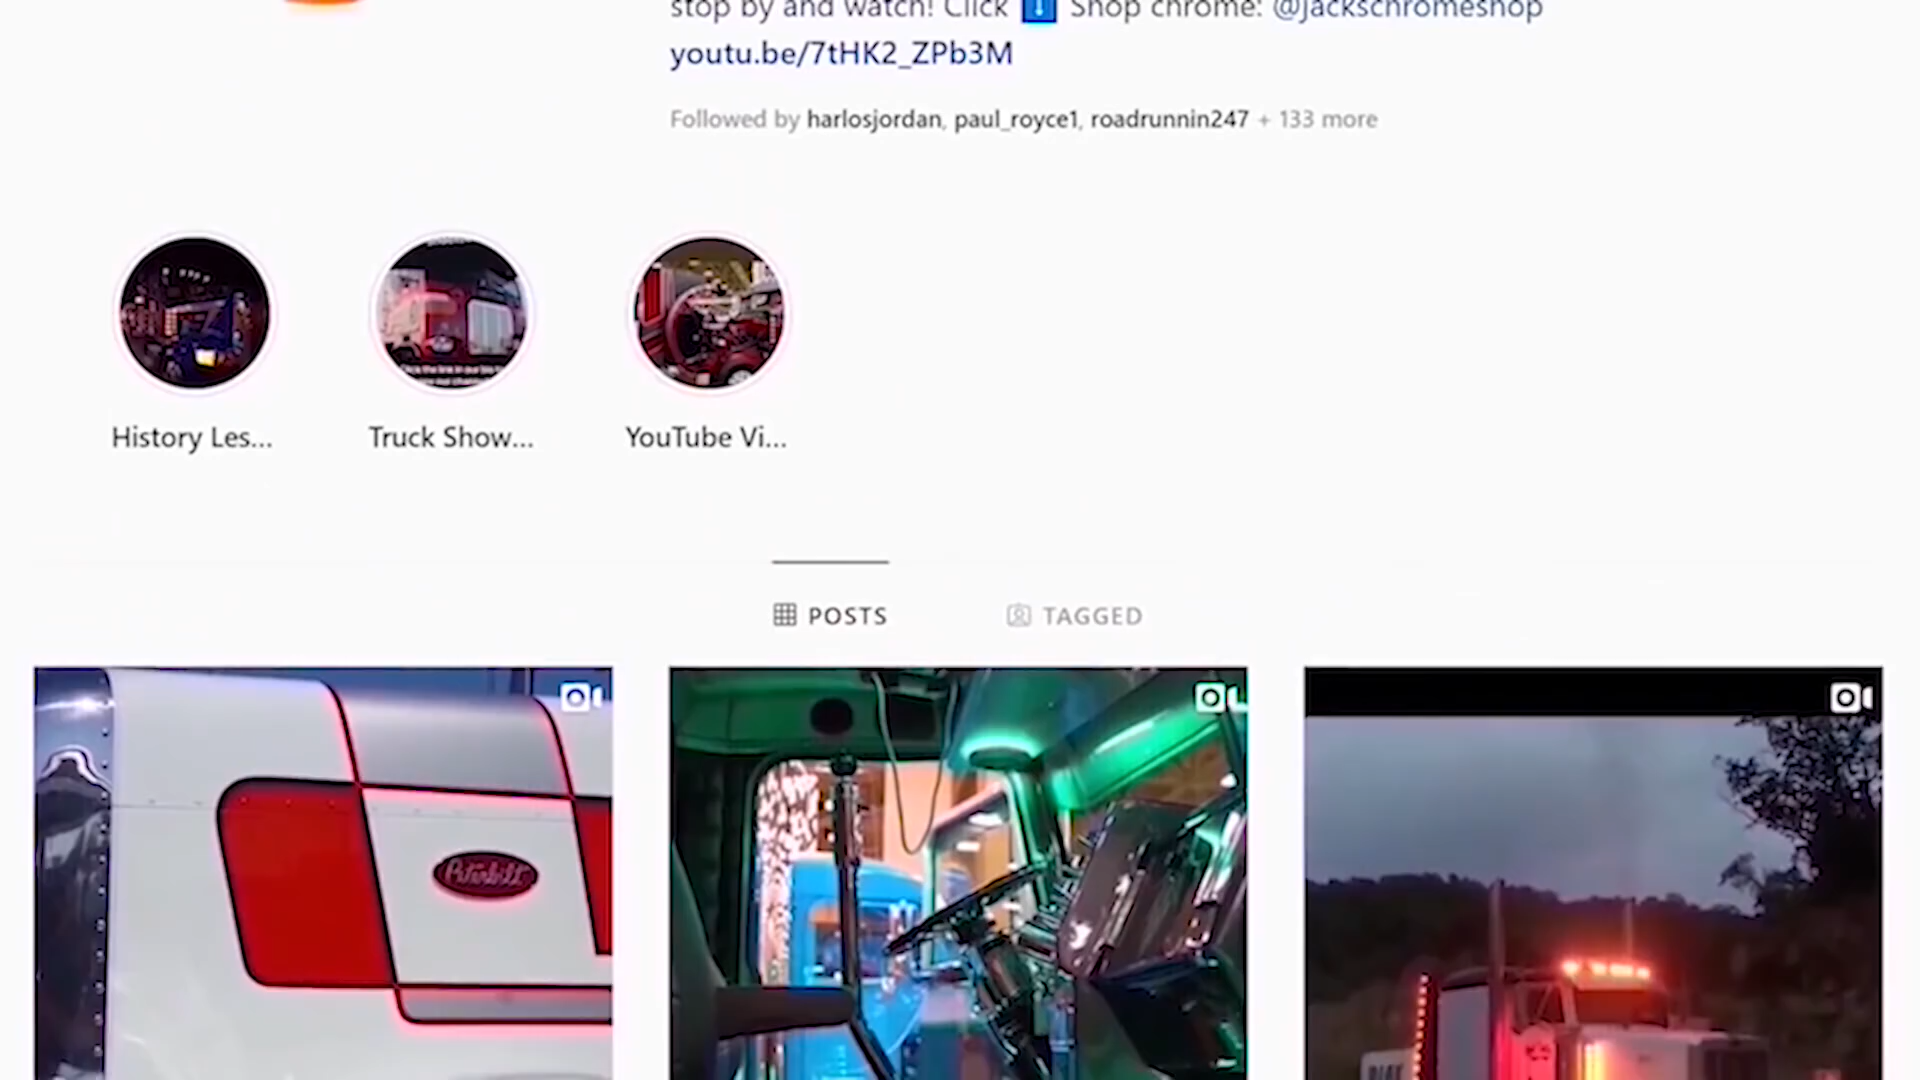 stop by and watch! Click ⬇️ Shop chrome: @jackschromeshop
youtu.be/7tHK2_ZPb3M
Followed by harlosjordan, paul_royce1, roadrunnin247 + 133 more
History Les...
Truck Show...
YouTube Vi...
POSTS
TAGGED
Peterbilt